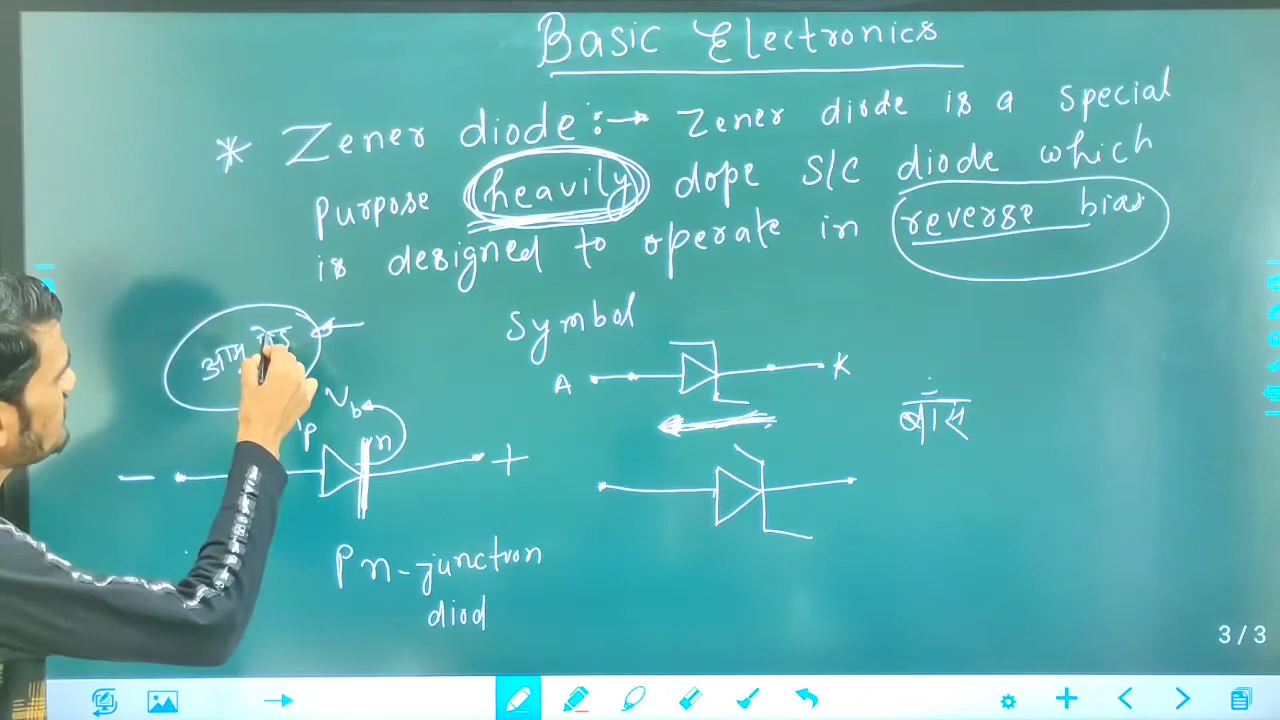 Basic Electronics
* Zener diode :→ Zener diode is a special
purpose heavily dope S/C diode which
is designed to operate in reverse bias
Symbol
A K
आम
Vb
p n
- +
Pn-junction
diod
3 / 3